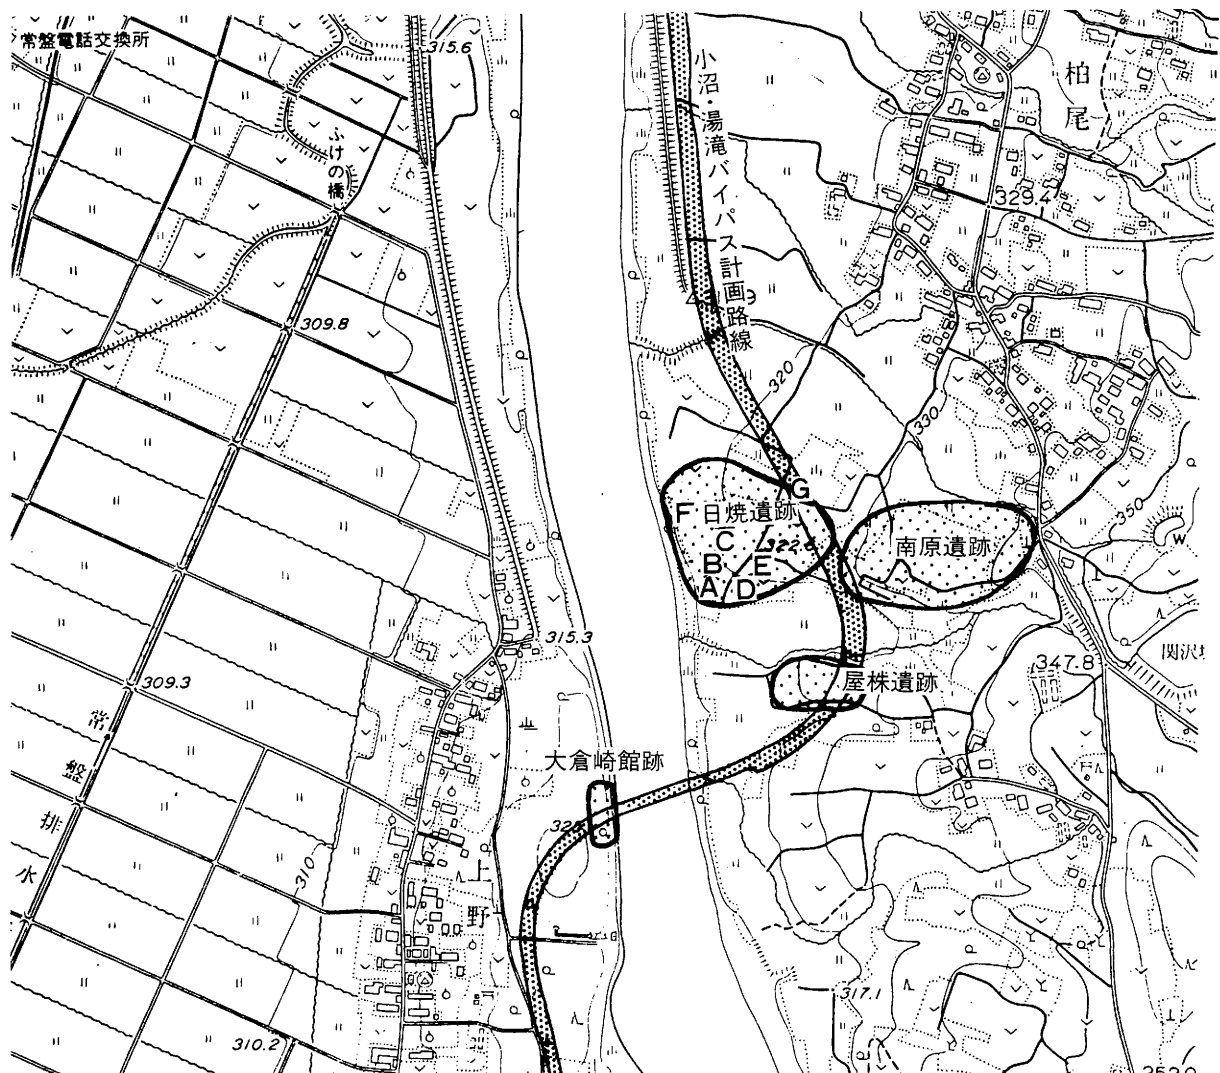 常盤電話交換所
315.6
ふけの橋
小沼・湯滝バイパス計画路線
柏尾
329.4
309.8
320
330
350
G
F 日焼遺跡
C
322.6
B E
A D
南原遺跡
W
315.3
関沢
347.8
屋株遺跡
309.3
大倉崎館跡
常盤排水
310
上野
317.1
310.2